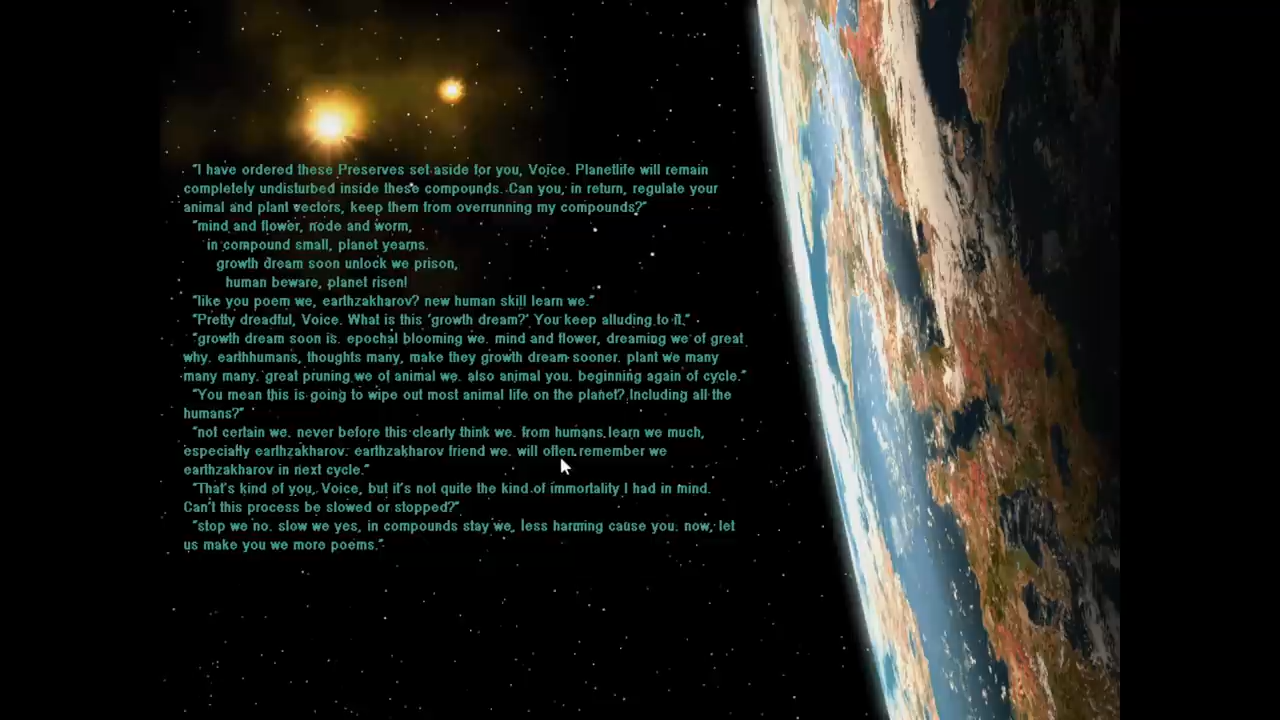 "I have ordered these Preserves set aside for you, Voice. Planetlife will remain
completely undisturbed inside these compounds. Can you, in return, regulate your
animal and plant vectors, keep them from overrunning my compounds?"
"mind and flower, node and worm,
in compound small, planet yearns.
growth dream soon unlock we prison,
human beware, planet risen!
"like you poem we, earthzakharov? new human skill learn we."
"Pretty dreadful, Voice. What is this 'growth dream?' You keep alluding to it."
"growth dream soon is. epochal blooming we. mind and flower, dreaming we of great
why. earthhumans, thoughts many, make they growth dream sooner. plant we many
many many. great pruning we of animal we. also animal you. beginning again of cycle."
"You mean this is going to wipe out most animal life on the planet? Including all the
humans?"
"not certain we. never before this clearly think we. from humans learn we much,
especially earthzakharov. earthzakharov friend we. will often remember we
earthzakharov in next cycle."
"That's kind of you, Voice, but it's not quite the kind of immortality I had in mind.
Can't this process be slowed or stopped?"
"stop we no. slow we yes, in compounds stay we, less harming cause you. now, let
us make you we more poems."